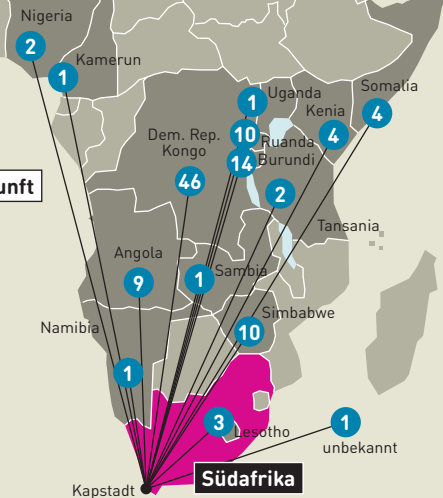 Nigeria
2
Kamerun
1
Uganda
1
Kenia
4
Somalia
4
Dem. Rep.
Kongo
46
10
Ruanda
14
Burundi
2
Tansania
unft
Angola
9
1
Sambia
Namibia
1
Simbabwe
10
3
Lesotho
1
unbekannt
Kapstadt
Südafrika